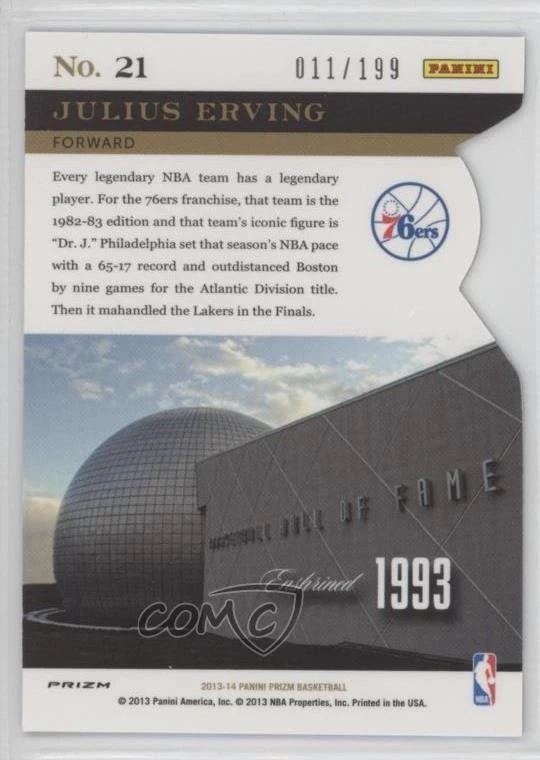 No. 21
011/199
PANINI
JULIUS ERVING
FORWARD
Every legendary NBA team has a legendary
player. For the 76ers franchise, that team is the
1982-83 edition and that team's iconic figure is
"Dr. J." Philadelphia set that season's NBA pace
with a 65-17 record and outdistanced Boston
by nine games for the Atlantic Division title.
Then it mahandled the Lakers in the Finals.
76ers
BASKETBALL HALL OF FAME
Enshrined 1993
COMC
PRIZM
2013-14 PANINI PRIZM BASKETBALL
© 2013 Panini America, Inc. © 2013 NBA Properties, Inc. Printed in the USA.
NBA